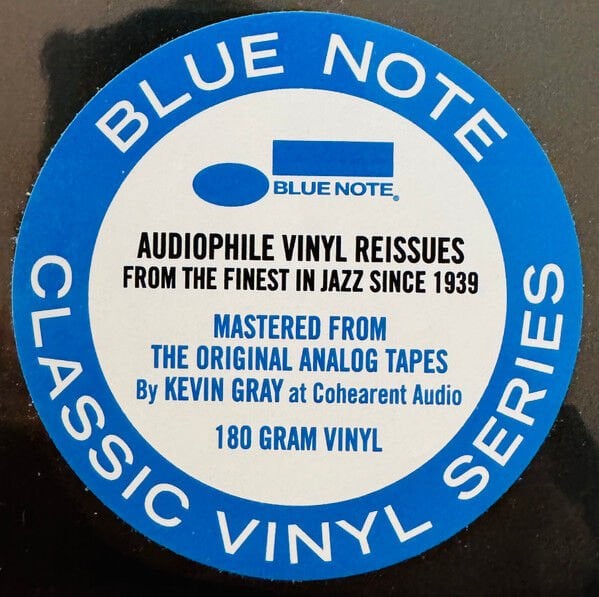 BLUE NOTE
BLUE NOTE®
AUDIOPHILE VINYL REISSUES
FROM THE FINEST IN JAZZ SINCE 1939
MASTERED FROM
THE ORIGINAL ANALOG TAPES
By KEVIN GRAY at Cohearent Audio
180 GRAM VINYL
CLASSIC VINYL SERIES